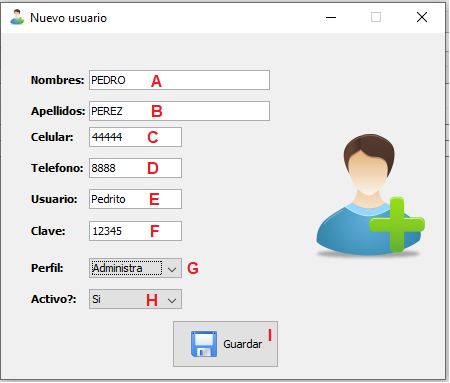 Nuevo usuario
Nombres: PEDRO A
Apellidos: PEREZ B
Celular: 44444 C
Telefono: 8888 D
Usuario: Pedrito E
Clave: 12345 F
Perfil: Administra G
Activo?: Si H
Guardar I